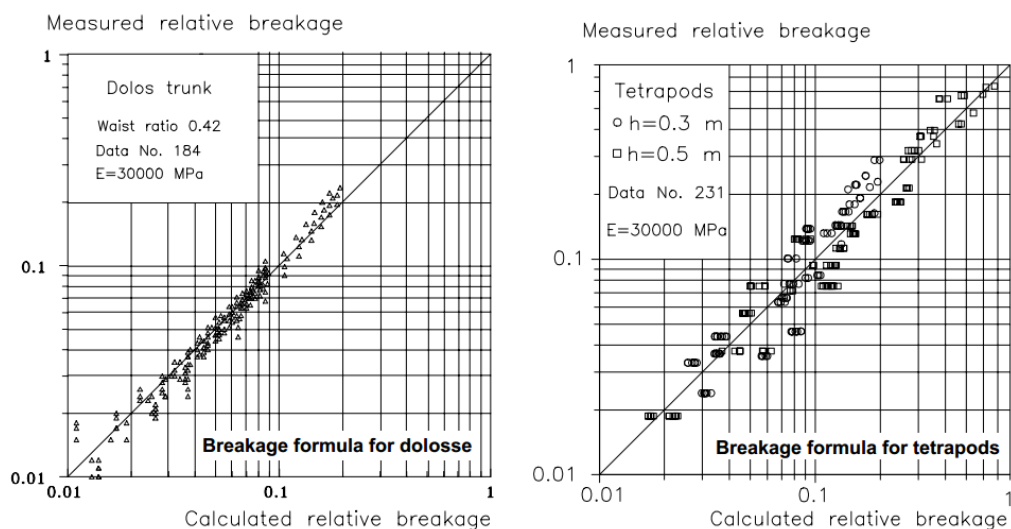 Measured relative breakage
1
0.1
0.01
Dolos trunk
Waist ratio 0.42
Data No. 184
E=30000 MPa
Breakage formula for dolosse
0.01
0.1
1
Calculated relative breakage
Measured relative breakage
1
0.1
0.01
Tetrapods
h=0.3 m
h=0.5 m
Data No. 231
E=30000 MPa
Breakage formula for tetrapods
0.01
0.1
1
Calculated relative breakage